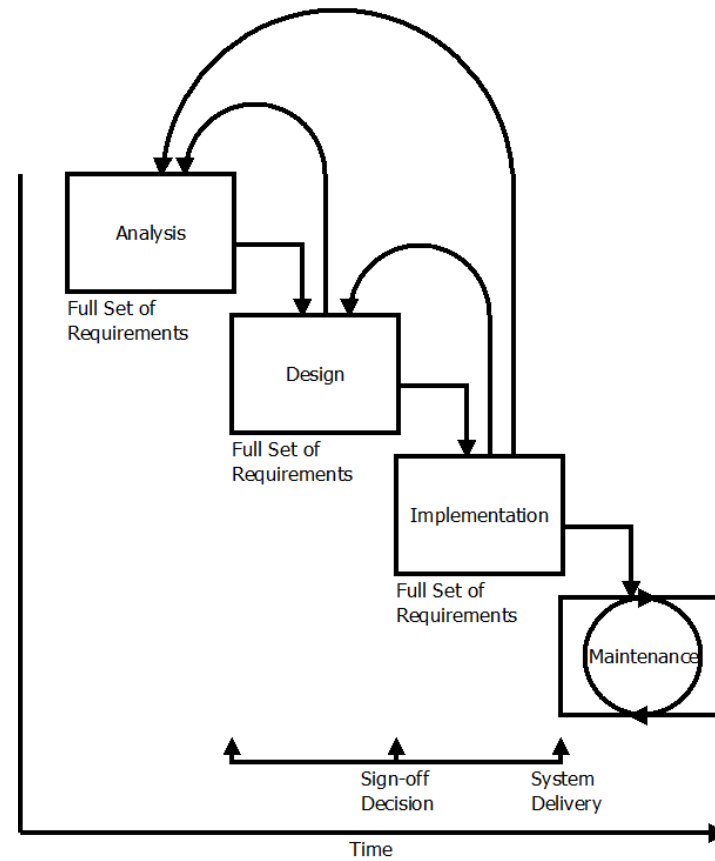 Analysis
Full Set of
Requirements
Design
Full Set of
Requirements
Implementation
Full Set of
Requirements
Maintenance
Sign-off
Decision
System
Delivery
Time